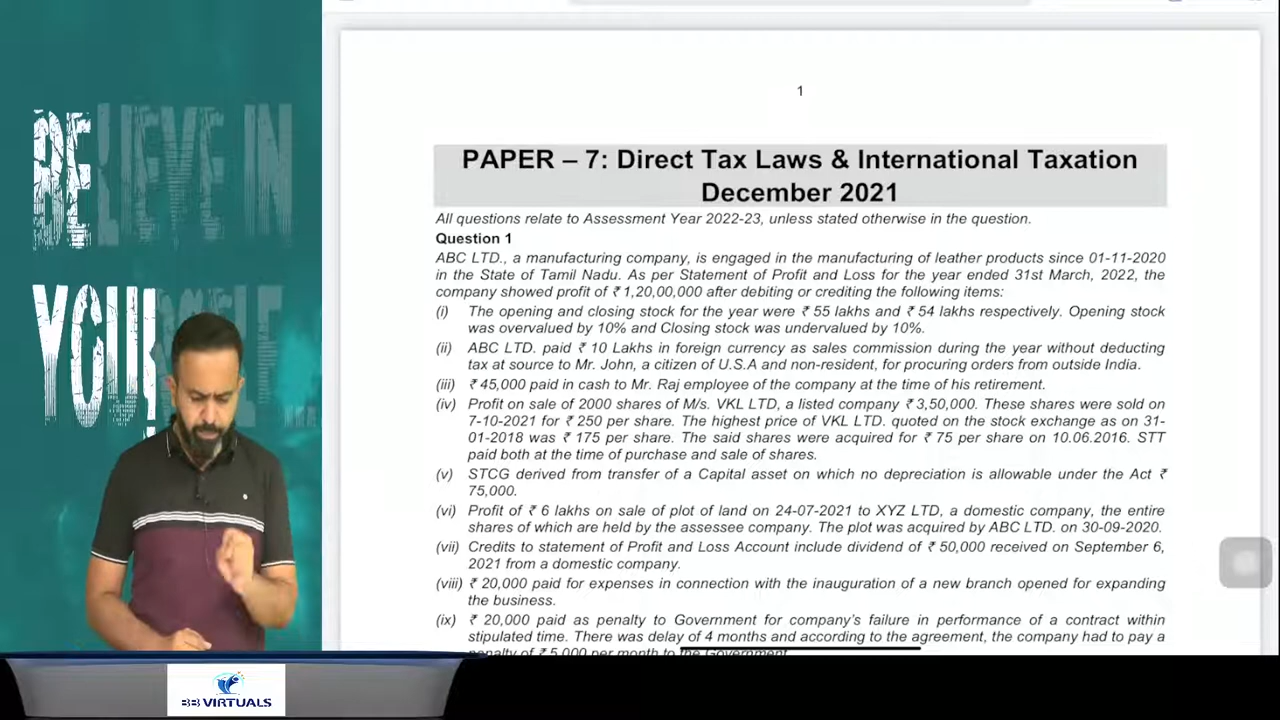 BELIEVE IN
YOURSELF
1
PAPER – 7: Direct Tax Laws & International Taxation
December 2021
All questions relate to Assessment Year 2022-23, unless stated otherwise in the question.
Question 1
ABC LTD., a manufacturing company, is engaged in the manufacturing of leather products since 01-11-2020
in the State of Tamil Nadu. As per Statement of Profit and Loss for the year ended 31st March, 2022, the
company showed profit of ₹ 1,20,00,000 after debiting or crediting the following items:
(i) The opening and closing stock for the year were ₹ 55 lakhs and ₹ 54 lakhs respectively. Opening stock
was overvalued by 10% and Closing stock was undervalued by 10%.
(ii) ABC LTD. paid ₹ 10 Lakhs in foreign currency as sales commission during the year without deducting
tax at source to Mr. John, a citizen of U.S.A and non-resident, for procuring orders from outside India.
(iii) ₹ 45,000 paid in cash to Mr. Raj employee of the company at the time of his retirement.
(iv) Profit on sale of 2000 shares of M/s. VKL LTD, a listed company ₹ 3,50,000. These shares were sold on
7-10-2021 for ₹ 250 per share. The highest price of VKL LTD. quoted on the stock exchange as on 31-
01-2018 was ₹ 175 per share. The said shares were acquired for ₹ 75 per share on 10.06.2016. STT
paid both at the time of purchase and sale of shares.
(v) STCG derived from transfer of a Capital asset on which no depreciation is allowable under the Act ₹
75,000.
(vi) Profit of ₹ 6 lakhs on sale of plot of land on 24-07-2021 to XYZ LTD, a domestic company, the entire
shares of which are held by the assessee company. The plot was acquired by ABC LTD. on 30-09-2020.
(vii) Credits to statement of Profit and Loss Account include dividend of ₹ 50,000 received on September 6,
2021 from a domestic company.
(viii) ₹ 20,000 paid for expenses in connection with the inauguration of a new branch opened for expanding
the business.
(ix) ₹ 20,000 paid as penalty to Government for company's failure in performance of a contract within
stipulated time. There was delay of 4 months and according to the agreement, the company had to pay a
penalty of ₹ 5,000 per month to the Government.
BB VIRTUALS